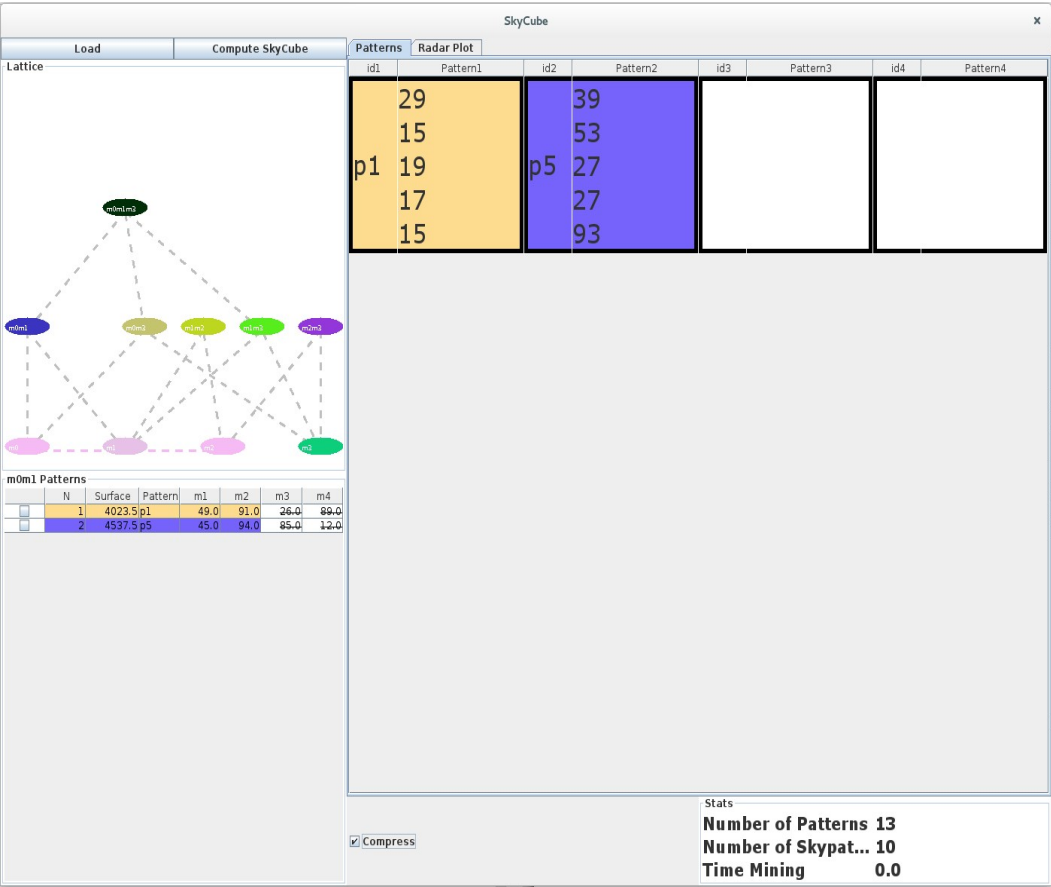 SkyCube x
Load Compute SkyCube Patterns Radar Plot
Lattice
id1 Pattern1 id2 Pattern2 id3 Pattern3 id4 Pattern4
p1
29
15
19
17
15
p5
39
53
27
27
93
m0m1m3
m0m1 m0m3 m1m2 m1m3 m2m3
m0 m1 m2 m3
m0m1 Patterns
N Surface Pattern m1 m2 m3 m4
1 4023.5 p1 49.0 91.0 26.0 89.0
2 4537.5 p5 45.0 94.0 85.0 12.0
Compress
Stats
Number of Patterns 13
Number of Skypat... 10
Time Mining 0.0